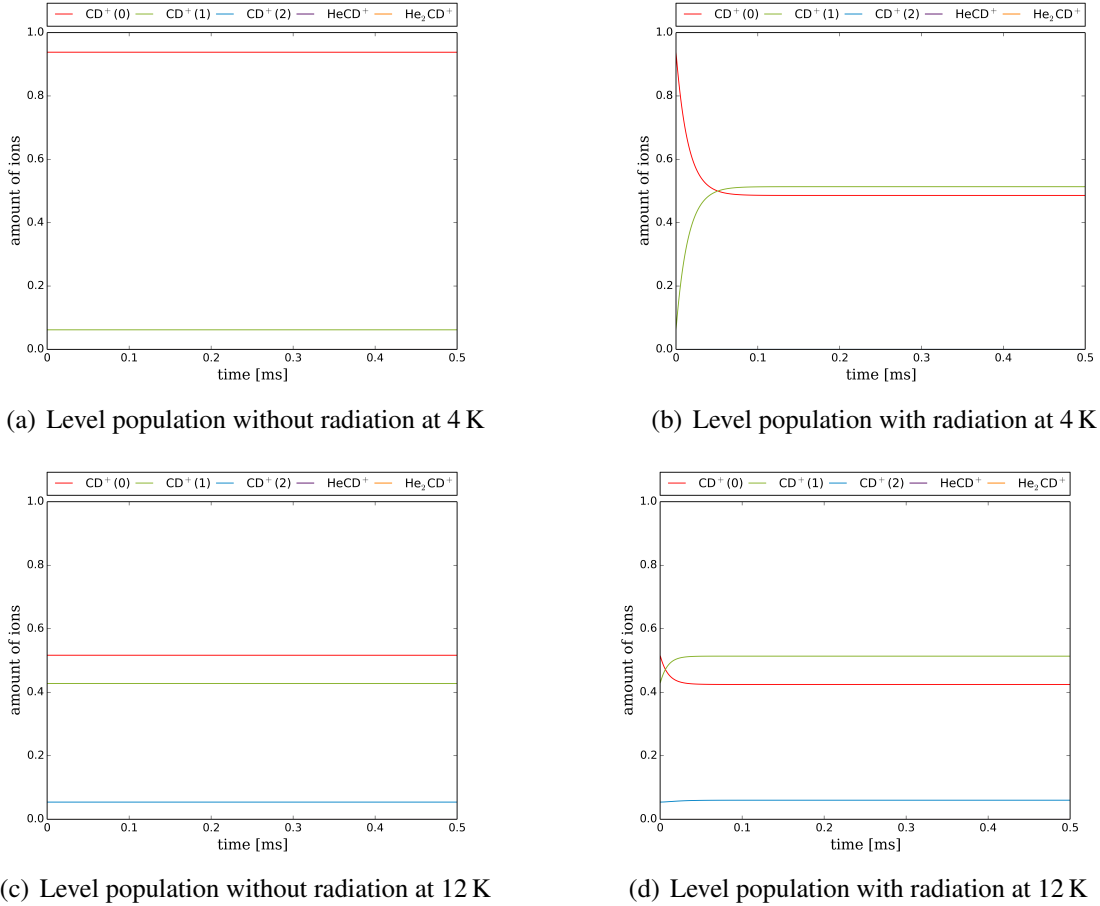 CD⁺(0) CD⁺(1) CD⁺(2) HeCD⁺ He₂CD⁺
1.0
0.8
0.6
0.4
0.2
0.0
amount of ions
0 0.1 0.2 0.3 0.4 0.5
time [ms]
(a) Level population without radiation at 4 K
CD⁺(0) CD⁺(1) CD⁺(2) HeCD⁺ He₂CD⁺
1.0
0.8
0.6
0.4
0.2
0.0
amount of ions
0 0.1 0.2 0.3 0.4 0.5
time [ms]
(b) Level population with radiation at 4 K
CD⁺(0) CD⁺(1) CD⁺(2) HeCD⁺ He₂CD⁺
1.0
0.8
0.6
0.4
0.2
0.0
amount of ions
0 0.1 0.2 0.3 0.4 0.5
time [ms]
(c) Level population without radiation at 12 K
CD⁺(0) CD⁺(1) CD⁺(2) HeCD⁺ He₂CD⁺
1.0
0.8
0.6
0.4
0.2
0.0
amount of ions
0 0.1 0.2 0.3 0.4 0.5
time [ms]
(d) Level population with radiation at 12 K